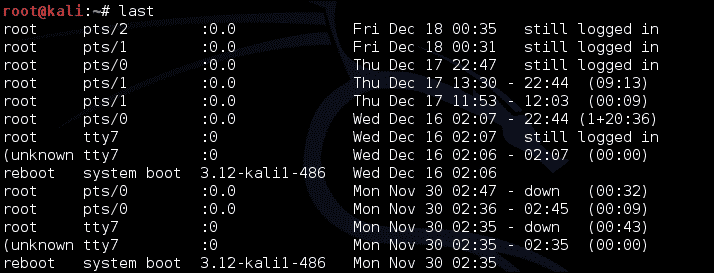 root@kali:~# last
root     pts/2        :0.0             Fri Dec 18 00:35   still logged in
root     pts/1        :0.0             Fri Dec 18 00:31   still logged in
root     pts/0        :0.0             Thu Dec 17 22:47   still logged in
root     pts/1        :0.0             Thu Dec 17 13:30 - 22:44  (09:13)
root     pts/1        :0.0             Thu Dec 17 11:53 - 12:03  (00:09)
root     pts/0        :0.0             Wed Dec 16 02:07 - 22:44 (1+20:36)
root     tty7         :0               Wed Dec 16 02:07   still logged in
(unknown tty7         :0               Wed Dec 16 02:06 - 02:07  (00:00)
reboot   system boot  3.12-kali1-486   Wed Dec 16 02:06
root     pts/0        :0.0             Mon Nov 30 02:47 - down   (00:32)
root     pts/0        :0.0             Mon Nov 30 02:36 - 02:45  (00:09)
root     tty7         :0               Mon Nov 30 02:35 - down   (00:43)
(unknown tty7         :0               Mon Nov 30 02:35 - 02:35  (00:00)
reboot   system boot  3.12-kali1-486   Mon Nov 30 02:35